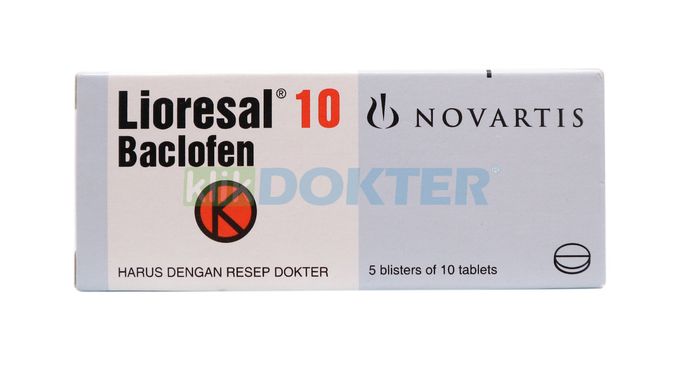 Lioresal® 10
Baclofen
K
HARUS DENGAN RESEP DOKTER
NOVARTIS
5 blisters of 10 tablets
klikDOKTER®